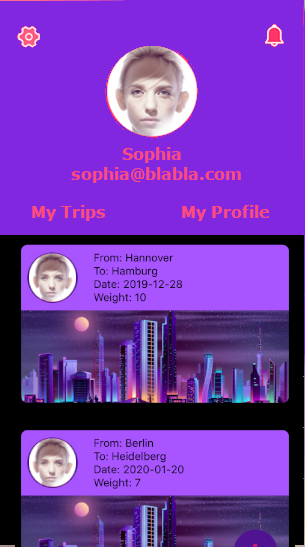 Sophia
sophia@blabla.com
My Trips My Profile
From: Hannover
To: Hamburg
Date: 2019-12-28
Weight: 10
From: Berlin
To: Heidelberg
Date: 2020-01-20
Weight: 7